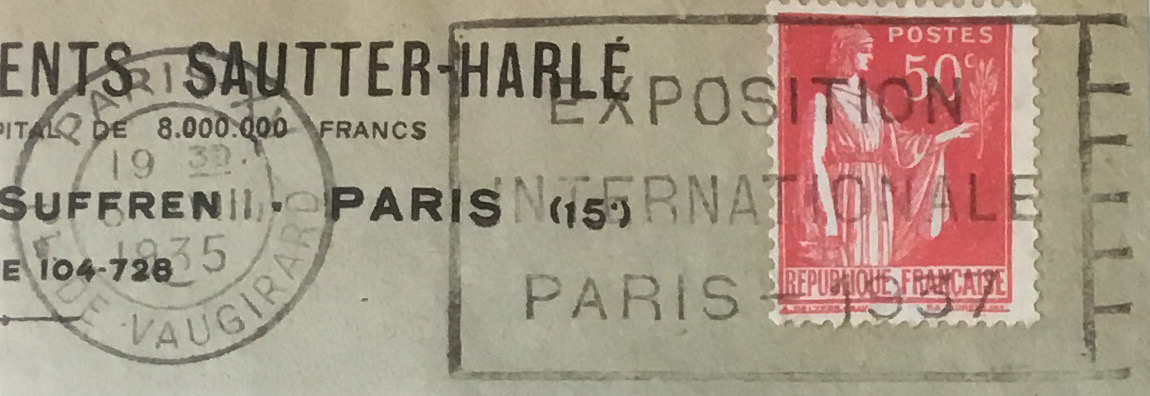 ENTS SAUTTER-HARLÉ
PITAL DE 8.000.000 FRANCS
SUFFREN - PARIS (15e)
E 104-728
PARIS
19 30
1935
DE VAUGIRARD
EXPOSITION
INTERNATIONALE
PARIS - 1937
POSTES
50c
REPUBLIQUE FRANÇAISE